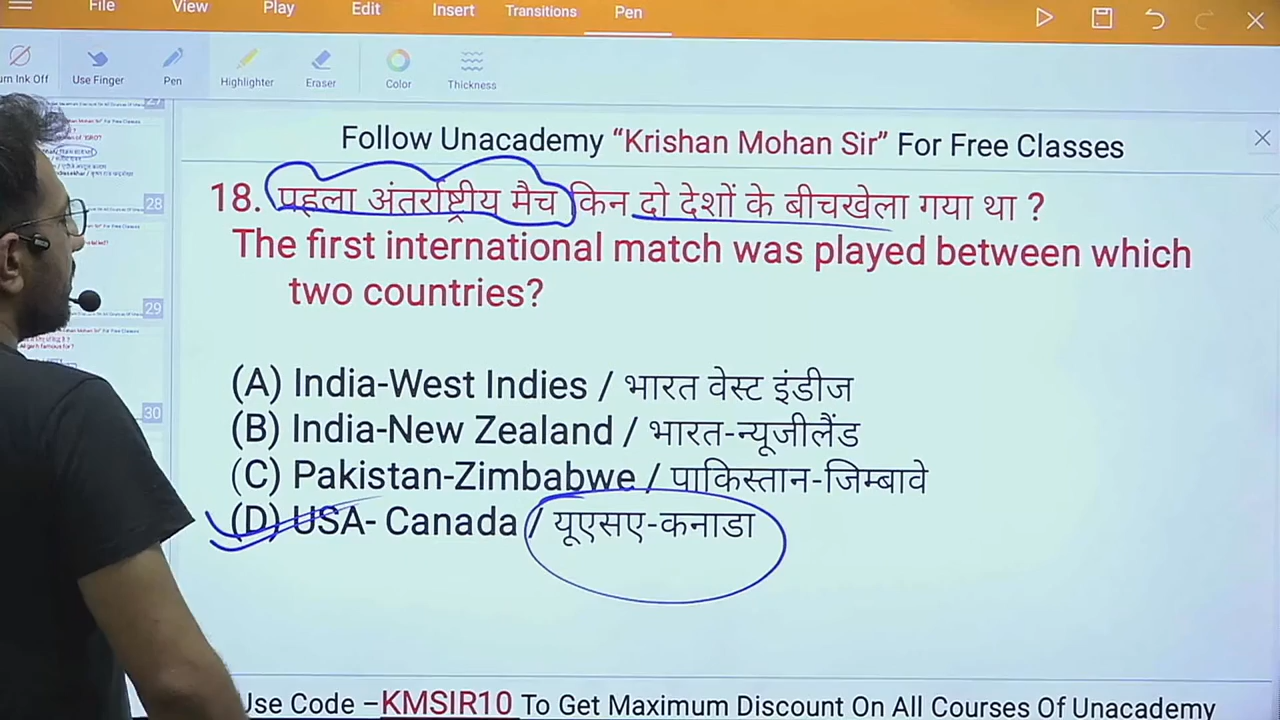 File View Play Edit Insert Transitions Pen
Use Finger Pen Highlighter Eraser Color Thickness
Follow Unacademy “Krishan Mohan Sir” For Free Classes
18. पहला अंतर्राष्ट्रीय मैच किन दो देशों के बीचखेला गया था ?
The first international match was played between which
two countries?
28
29
30
(A) India-West Indies / भारत वेस्ट इंडीज
(B) India-New Zealand / भारत-न्यूजीलैंड
(C) Pakistan-Zimbabwe / पाकिस्तान-जिम्बावे
(D) USA- Canada / यूएसए-कनाडा
Use Code –KMSIR10 To Get Maximum Discount On All Courses Of Unacademy